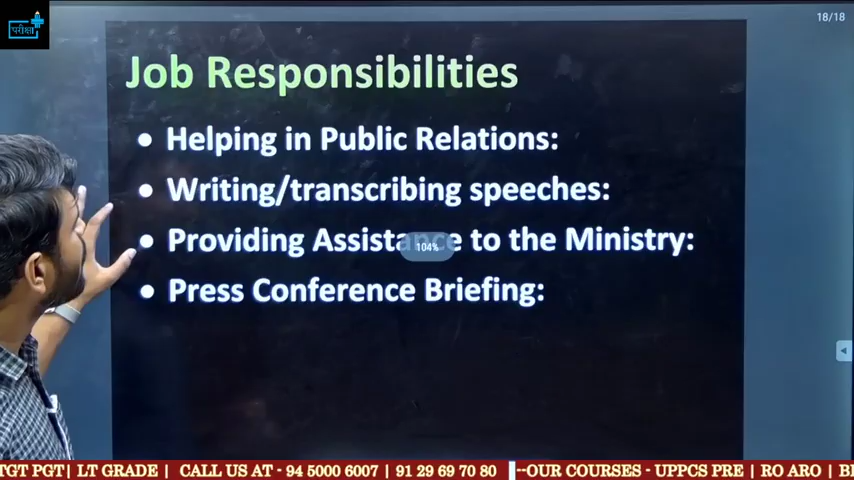 परीक्षा
18/18
Job Responsibilities
• Helping in Public Relations:
• Writing/transcribing speeches:
• Providing Assistance to the Ministry:
104%
• Press Conference Briefing:
TGT PGT| LT GRADE | CALL US AT - 94 5000 6007 | 91 29 69 70 80 --OUR COURSES - UPPCS PRE | RO ARO |